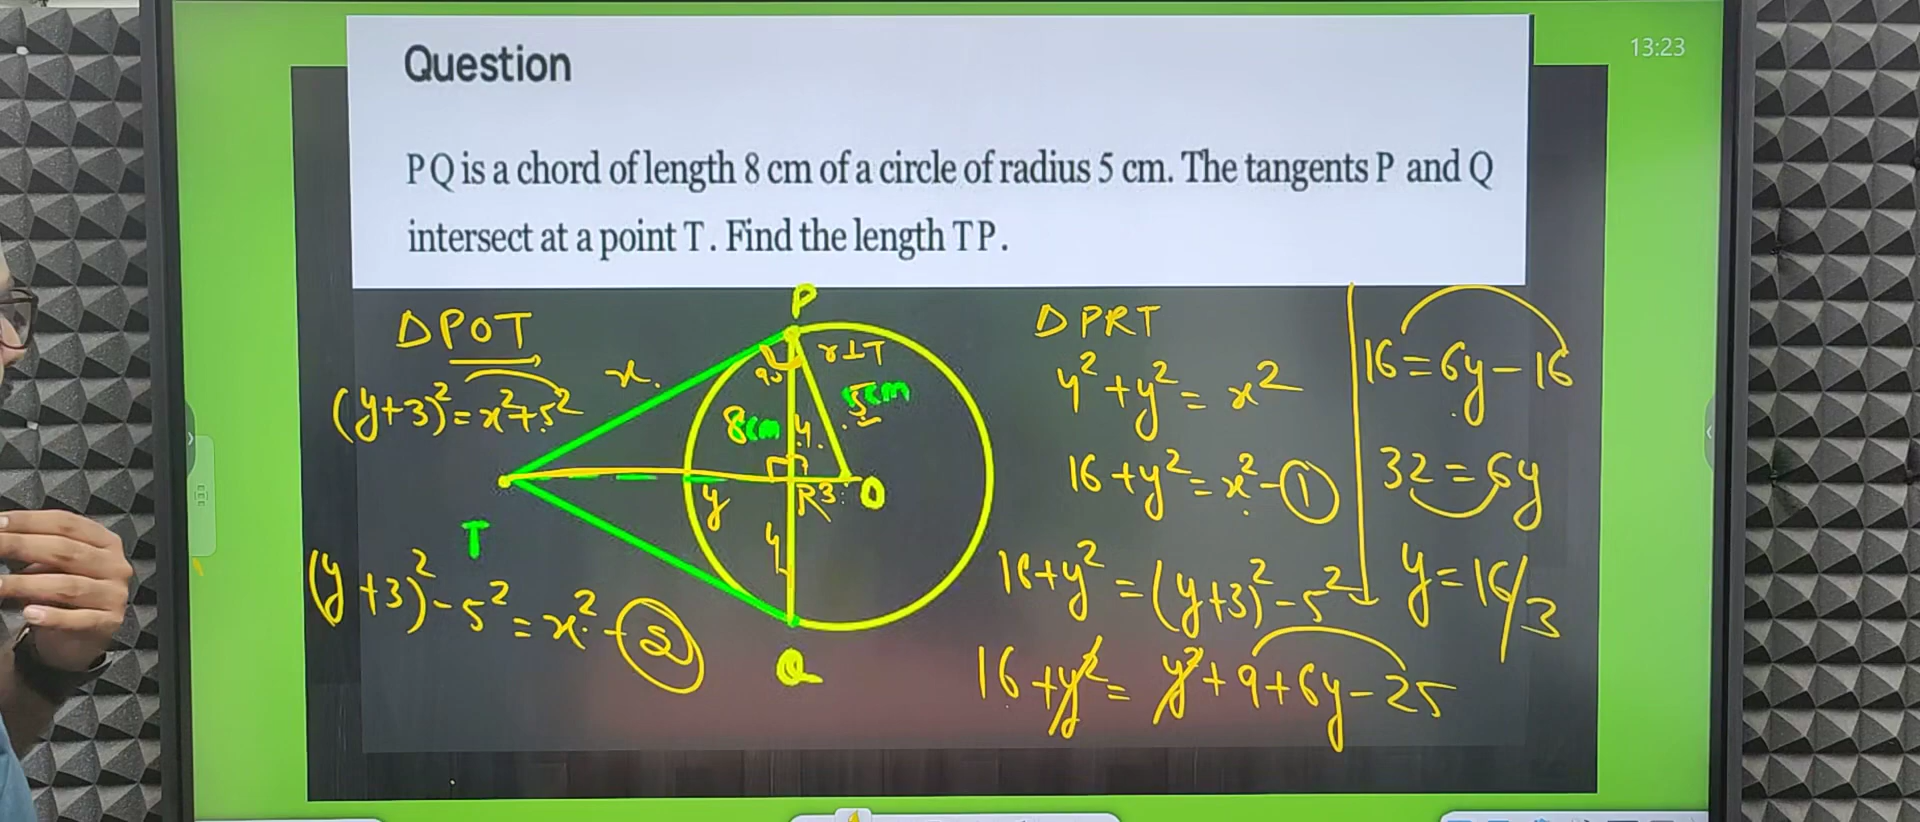 13:23
Question
PQ is a chord of length 8 cm of a circle of radius 5 cm. The tangents P and Q
intersect at a point T. Find the length TP.
ΔPOT
(y+3)² = x²+5²
(y+3)² - 5² = x² - ②
P
x
90
r⊥T
5cm
5
8cm
4
y
R
3
O
T
4
Q
ΔPRT
4²+y² = x²
16+y² = x² - ①
16+y² = (y+3)² - 5²
16+y² = y²+9+6y-25
16 = 6y - 16
32 = 6y
y = 16/3